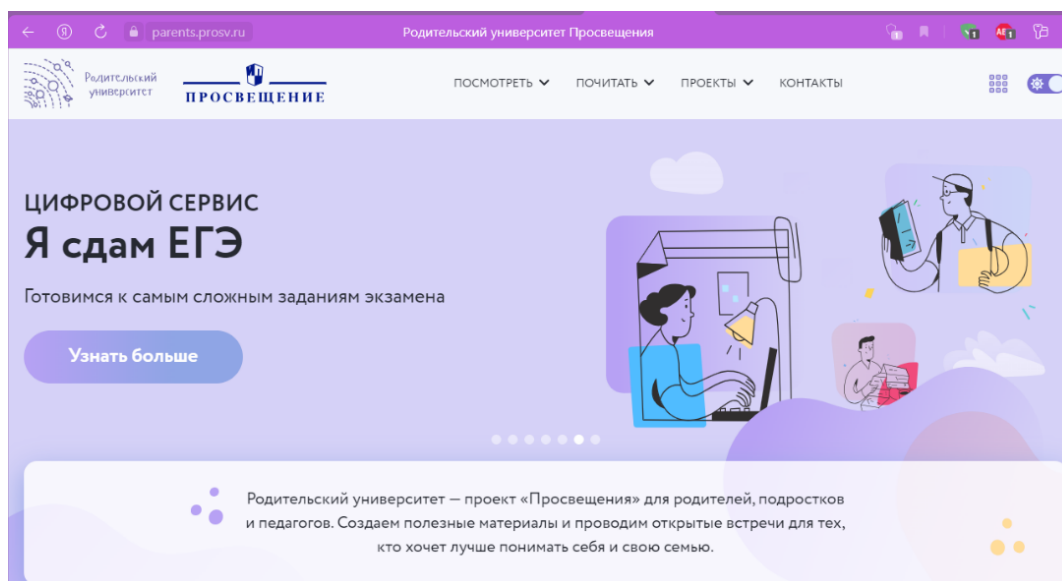 parents.prosv.ru
Родительский университет Просвещения
Родительский
университет
ПРОСВЕЩЕНИЕ
ПОСМОТРЕТЬ
ПОЧИТАТЬ
ПРОЕКТЫ
КОНТАКТЫ
ЦИФРОВОЙ СЕРВИС
Я сдам ЕГЭ
Готовимся к самым сложным заданиям экзамена
Узнать больше
Родительский университет — проект «Просвещения» для родителей, подростков
и педагогов. Создаем полезные материалы и проводим открытые встречи для тех,
кто хочет лучше понимать себя и свою семью.